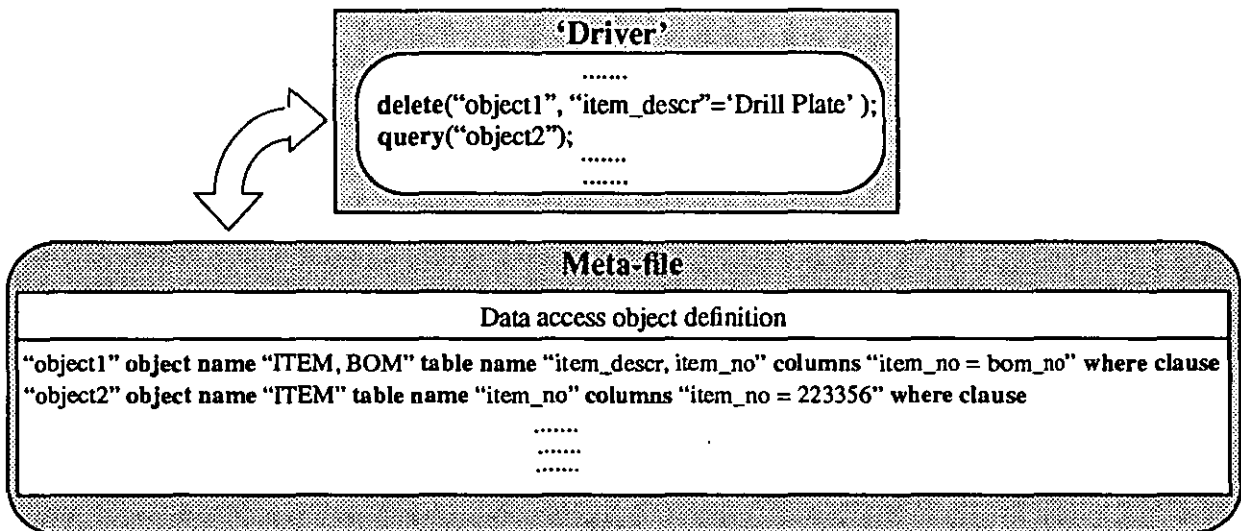 ‘Driver’
.......
delete(“object1”, “item_descr”=‘Drill Plate’ );
query(“object2”);
.......
.......
Meta-file
Data access object definition
“object1” object name “ITEM, BOM” table name “item_descr, item_no” columns “item_no = bom_no” where clause
“object2” object name “ITEM” table name “item_no” columns “item_no = 223356” where clause
.......
.......
.......